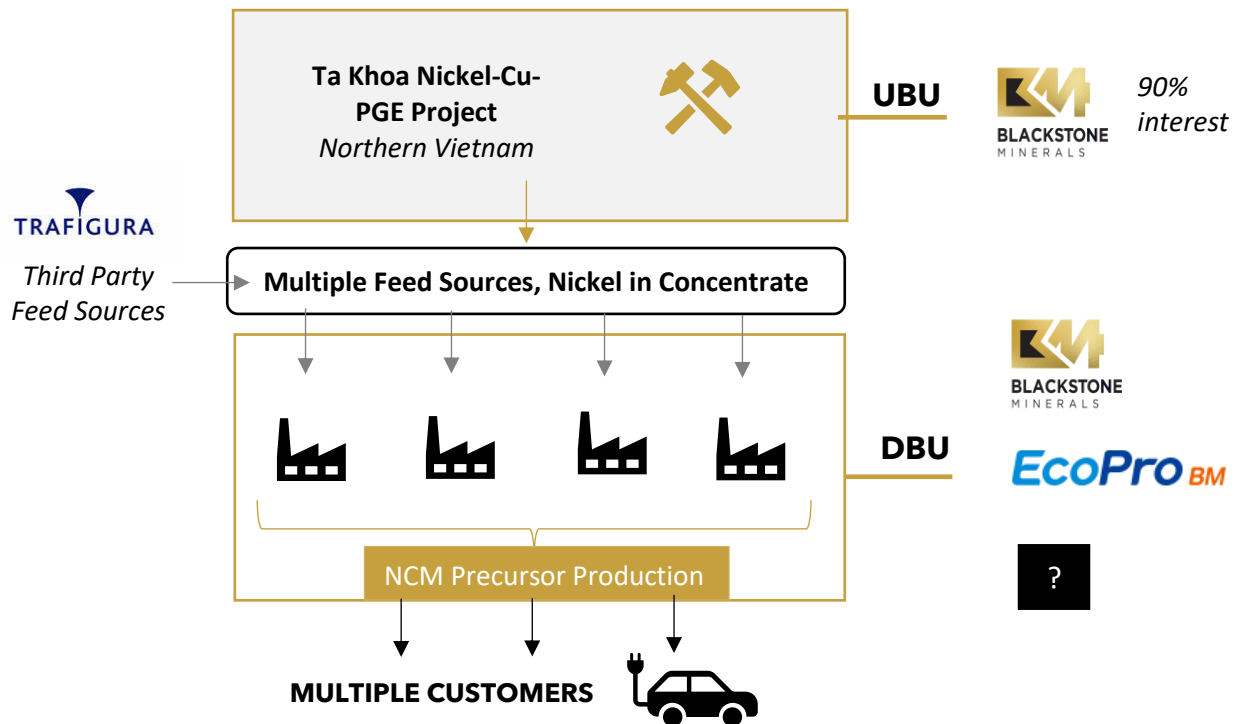 Ta Khoa Nickel-Cu-
PGE Project
Northern Vietnam
UBU
BLACKSTONE
MINERALS
90%
interest
TRAFIGURA
Third Party
Feed Sources
Multiple Feed Sources, Nickel in Concentrate
BLACKSTONE
MINERALS
DBU
EcoPro BM
NCM Precursor Production
?
MULTIPLE CUSTOMERS